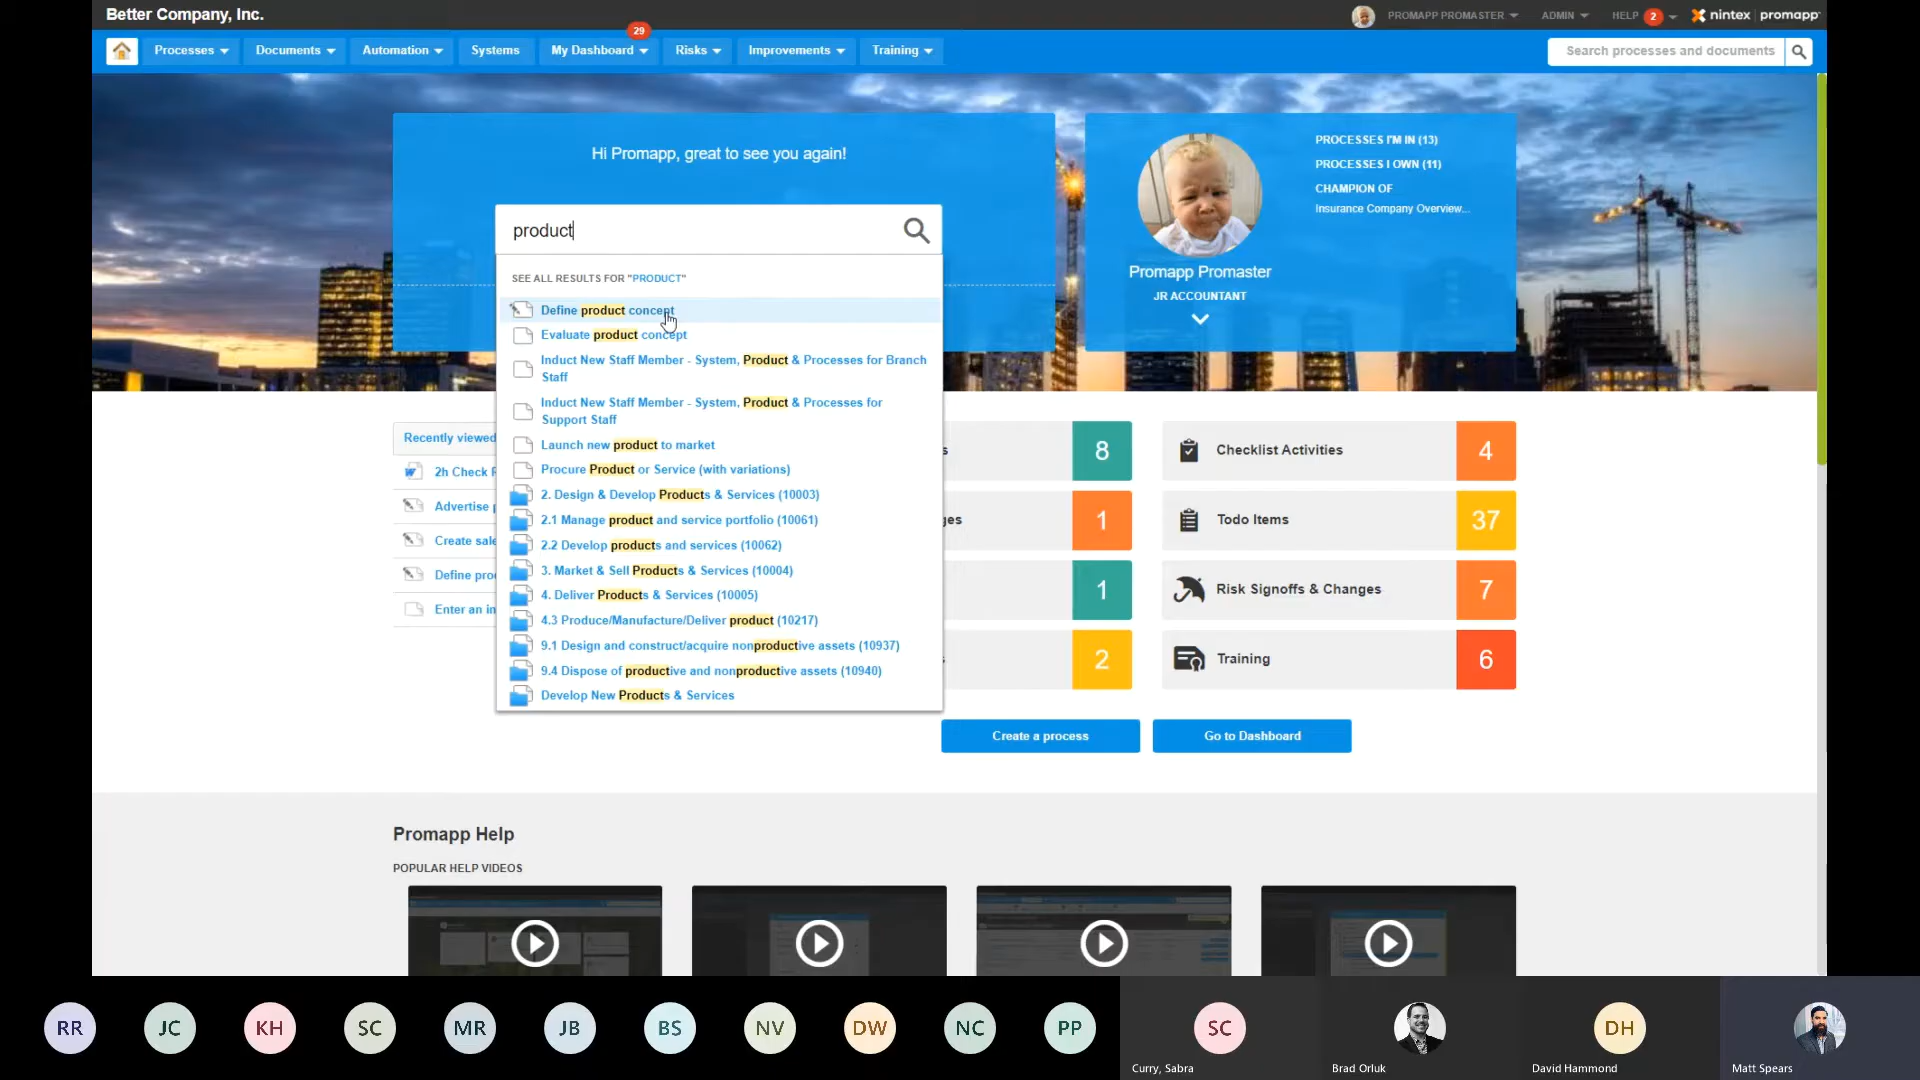 Better Company, Inc.
PROMAPP PROMASTER
ADMIN
HELP 2
nintex promapp
Processes
Documents
Automation
Systems
My Dashboard
29
Risks
Improvements
Training
Search processes and documents
Hi Promapp, great to see you again!
product
SEE ALL RESULTS FOR "PRODUCT"
Define product concept
Evaluate product concept
Induct New Staff Member - System, Product & Processes for Branch
Staff
Induct New Staff Member - System, Product & Processes for
Support Staff
Launch new product to market
Procure Product or Service (with variations)
2. Design & Develop Products & Services (10003)
2.1 Manage product and service portfolio (10061)
2.2 Develop products and services (10062)
3. Market & Sell Products & Services (10004)
4. Deliver Products & Services (10005)
4.3 Produce/Manufacture/Deliver product (10217)
9.1 Design and construct/acquire nonproductive assets (10937)
9.4 Dispose of productive and nonproductive assets (10940)
Develop New Products & Services
PROCESSES I'M IN (13)
PROCESSES I OWN (11)
CHAMPION OF
Insurance Company Overview...
Promapp Promaster
JR ACCOUNTANT
Recently viewed
2h Check
Advertise
Create sale
Define pro
Enter an in
8
1
1
2
Checklist Activities 4
Todo Items 37
Risk Signoffs & Changes 7
Training 6
Create a process
Go to Dashboard
Promapp Help
POPULAR HELP VIDEOS
RR
JC
KH
SC
MR
JB
BS
NV
DW
NC
PP
SC
DH
Curry, Sabra
Brad Orluk
David Hammond
Matt Spears